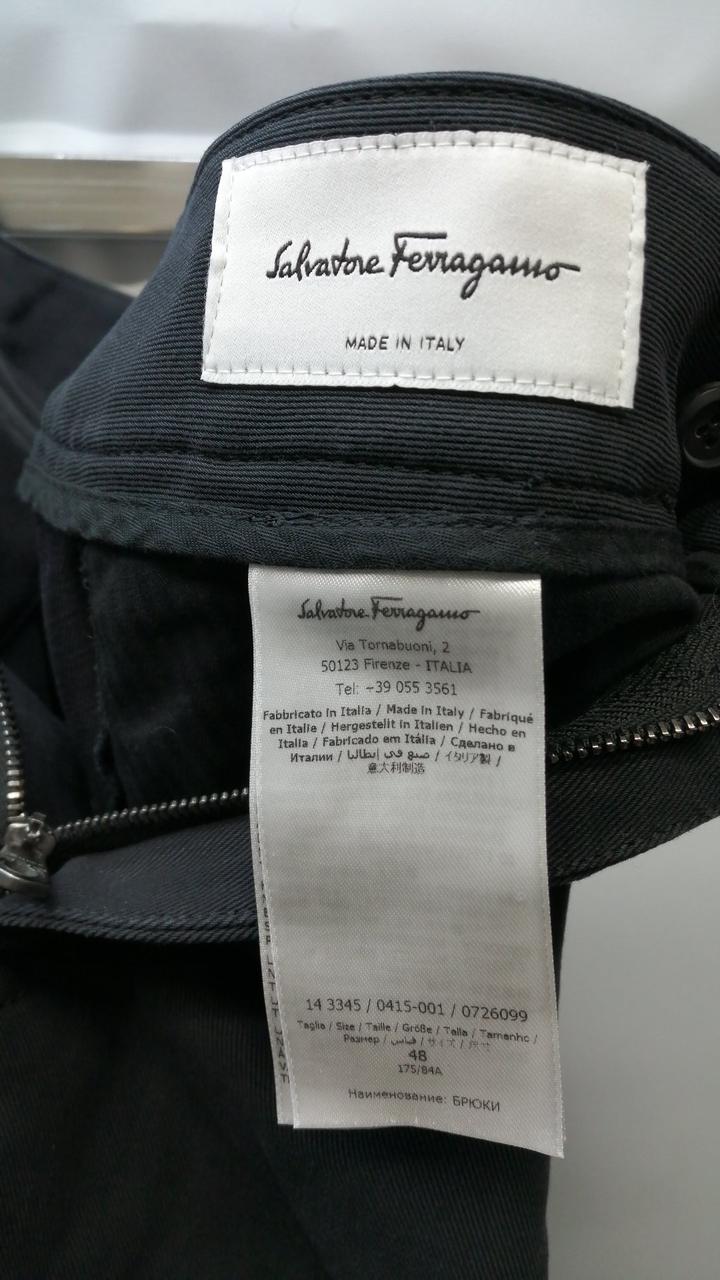 Salvatore Ferragamo
MADE IN ITALY
Salvatore Ferragamo
Via Tornabuoni, 2
50123 Firenze - ITALIA
Tel: +39 055 3561
Fabbricato in Italia / Made in Italy / Fabriqué
en Italie / Hergestellt in Italien / Hecho en
Italia / Fabricado em Itália / Сделано в
Италии / صنع في إيطاليا / イタリア製 /
意大利制造
14 3345 / 0415-001 / 0726099
Taglia / Size / Taille / Größe / Talla / Tamanho /
Размер / قياس / サイズ / 尺寸
48
175/84A
Наименование: БРЮКИ